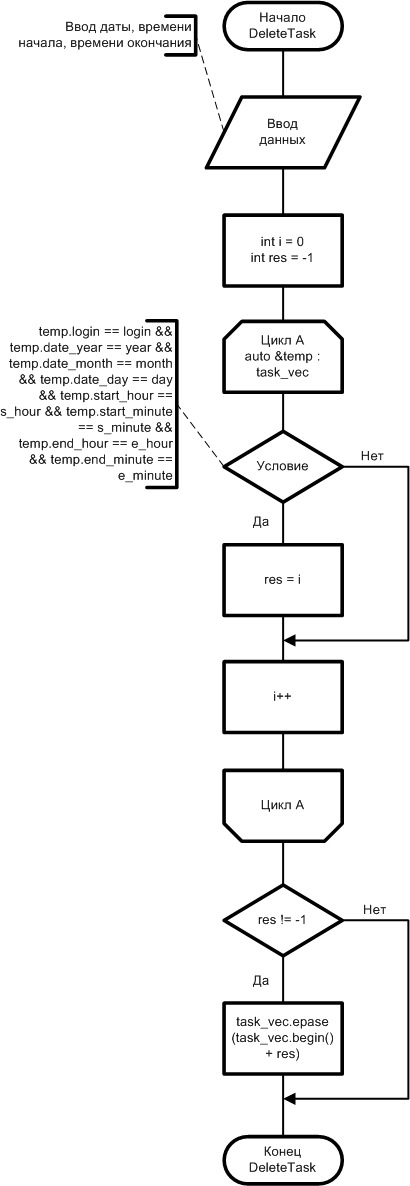 Начало
DeleteTask
Ввод даты, времени
начала, времени окончания
Ввод
данных
int i = 0
int res = -1
Цикл А
auto &temp :
task_vec
temp.login == login &&
temp.date_year == year &&
temp.date_month == month
&& temp.date_day == day
&& temp.start_hour ==
s_hour && temp.start_minute
== s_minute &&
temp.end_hour == e_hour
&& temp.end_minute ==
e_minute
Условие
Нет
Да
res = i
i++
Цикл А
res != -1
Нет
Да
task_vec.epase
(task_vec.begin()
+ res)
Конец
DeleteTask